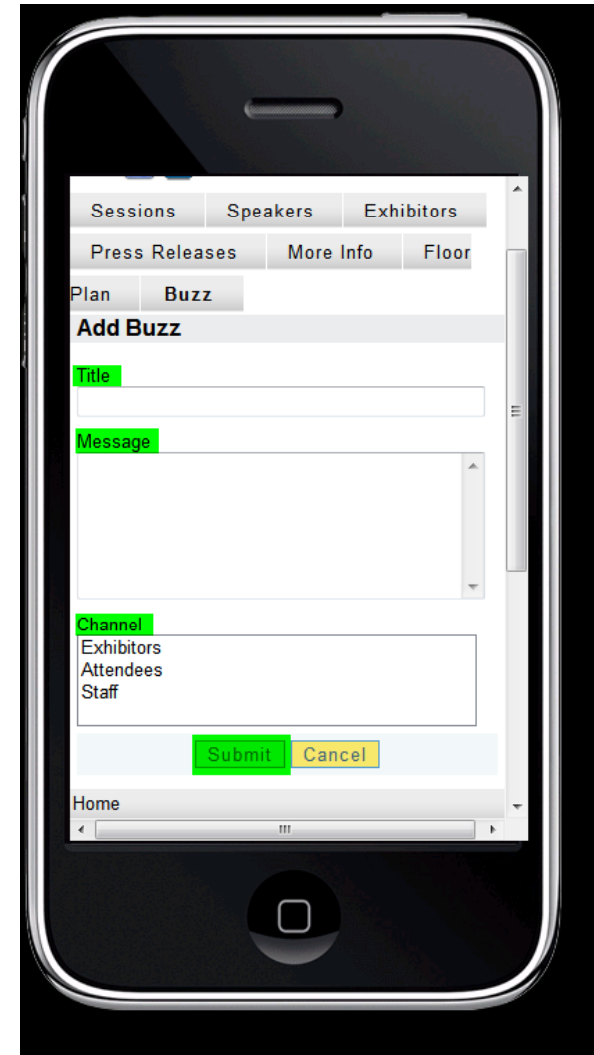 Sessions Speakers Exhibitors
Press Releases More Info Floor
Plan Buzz
Add Buzz
Title
Message
Channel
Exhibitors
Attendees
Staff
Submit Cancel
Home